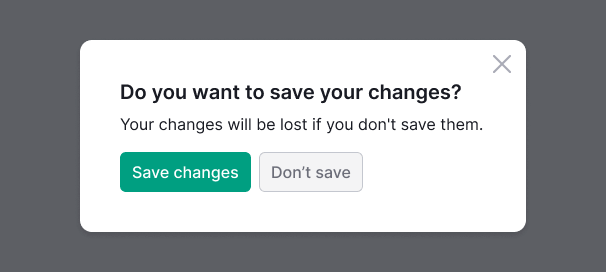 Do you want to save your changes?
Your changes will be lost if you don't save them.
Save changes
Don’t save